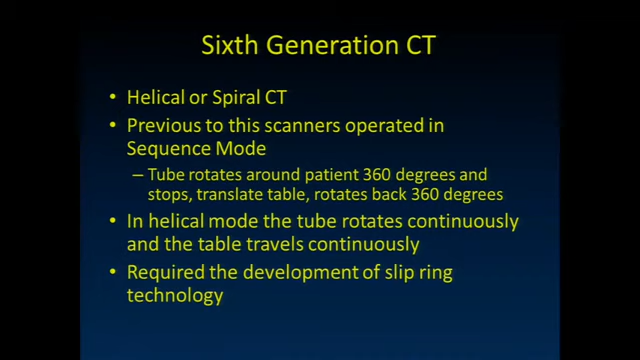 Sixth Generation CT
• Helical or Spiral CT
• Previous to this scanners operated in
Sequence Mode
– Tube rotates around patient 360 degrees and
stops, translate table, rotates back 360 degrees
• In helical mode the tube rotates continuously
and the table travels continuously
• Required the development of slip ring
technology